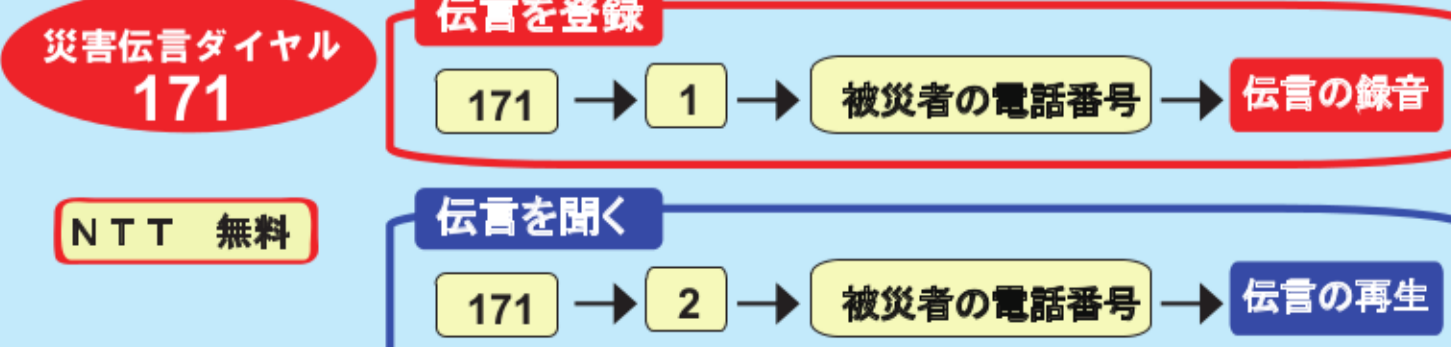 災害伝言ダイヤル
171
NTT 無料
伝言を登録
171 → 1 → 被災者の電話番号 → 伝言の録音
伝言を聞く
171 → 2 → 被災者の電話番号 → 伝言の再生